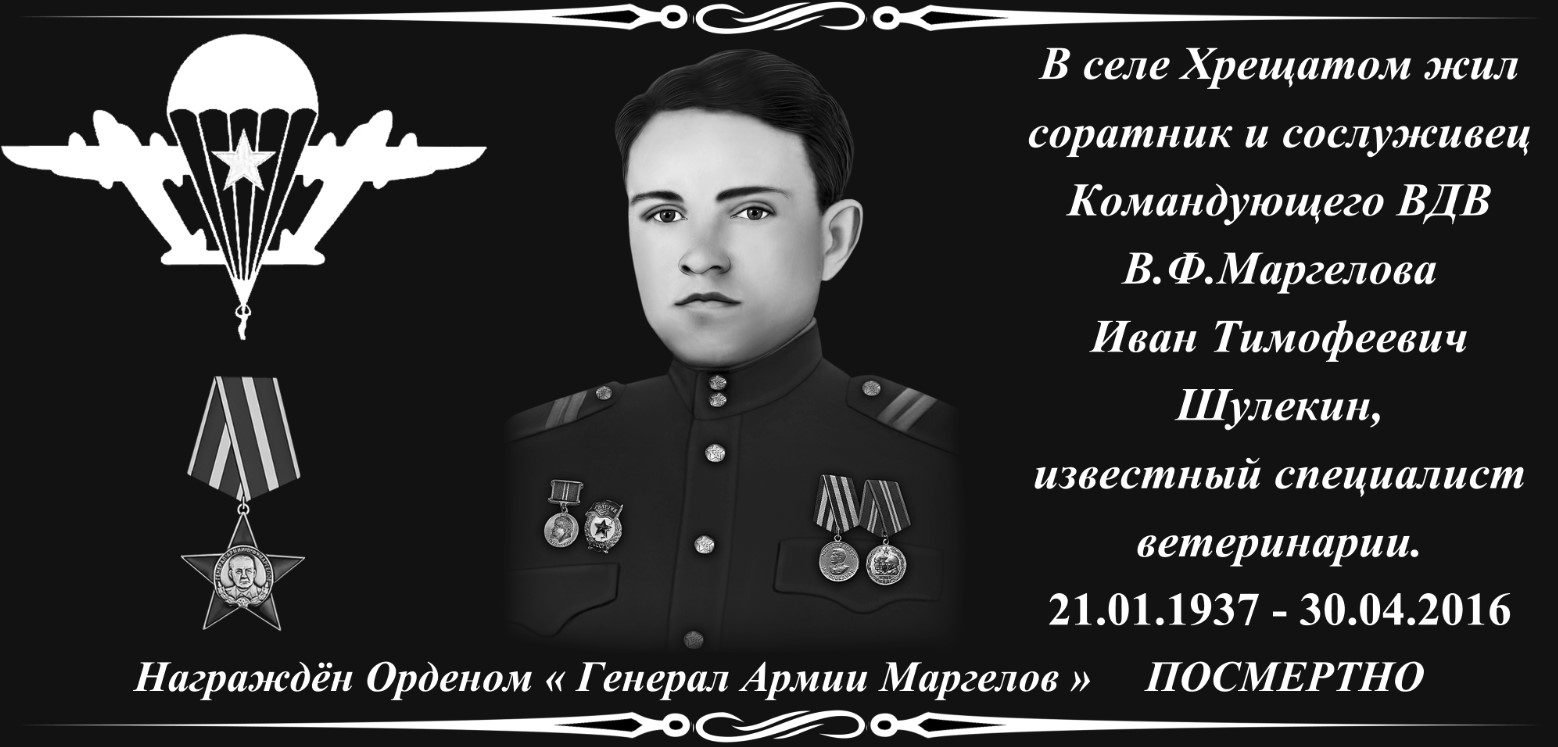 В селе Хрещатом жил
соратник и сослуживец
Командующего ВДВ
В.Ф.Маргелова
Иван Тимофеевич
Шулекин,
известный специалист
ветеринарии.
21.01.1937 - 30.04.2016
Награждён Орденом « Генерал Армии Маргелов » ПОСМЕРТНО